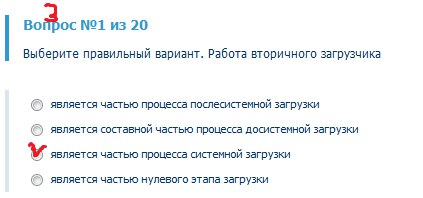 3
Вопрос №1 из 20
Выберите правильный вариант. Работа вторичного загрузчика
является частью процесса послесистемной загрузки
является составной частью процесса досистемной загрузки
является частью процесса системной загрузки
является частью нулевого этапа загрузки